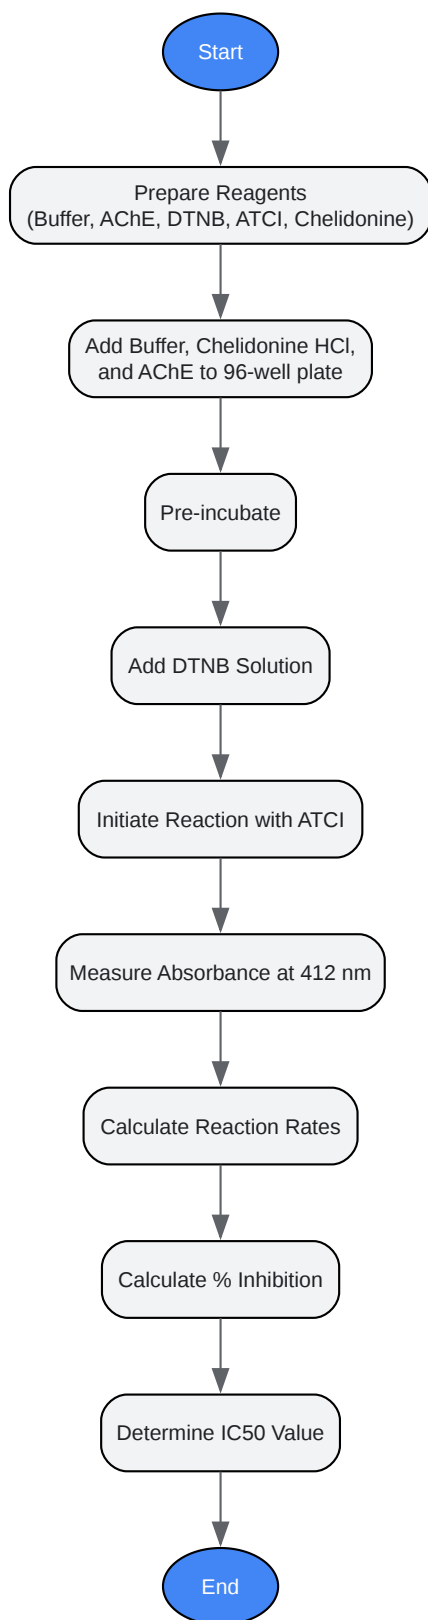 Start
Prepare Reagents
(Buffer, AChE, DTNB, ATCI, Chelidonine)
Add Buffer, Chelidonine HCl,
and AChE to 96-well plate
Pre-incubate
Add DTNB Solution
Initiate Reaction with ATCI
Measure Absorbance at 412 nm
Calculate Reaction Rates
Calculate % Inhibition
Determine IC50 Value
End